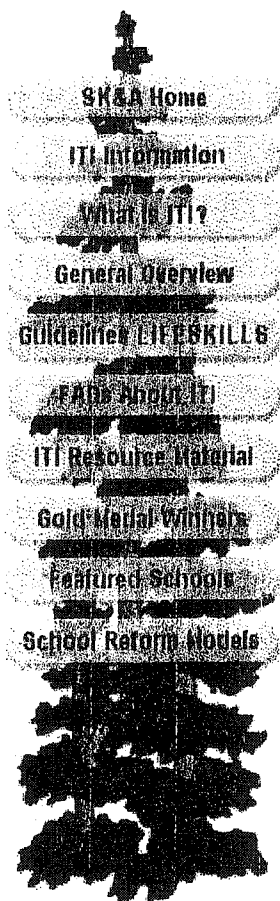 SK&A Home
ITI Information
What is ITI?
General Overview
Guidelines LIFESKILLS
FAQs About ITI
ITI Resource Material
Gold Medal Winners
Featured Schools
School Reform Models